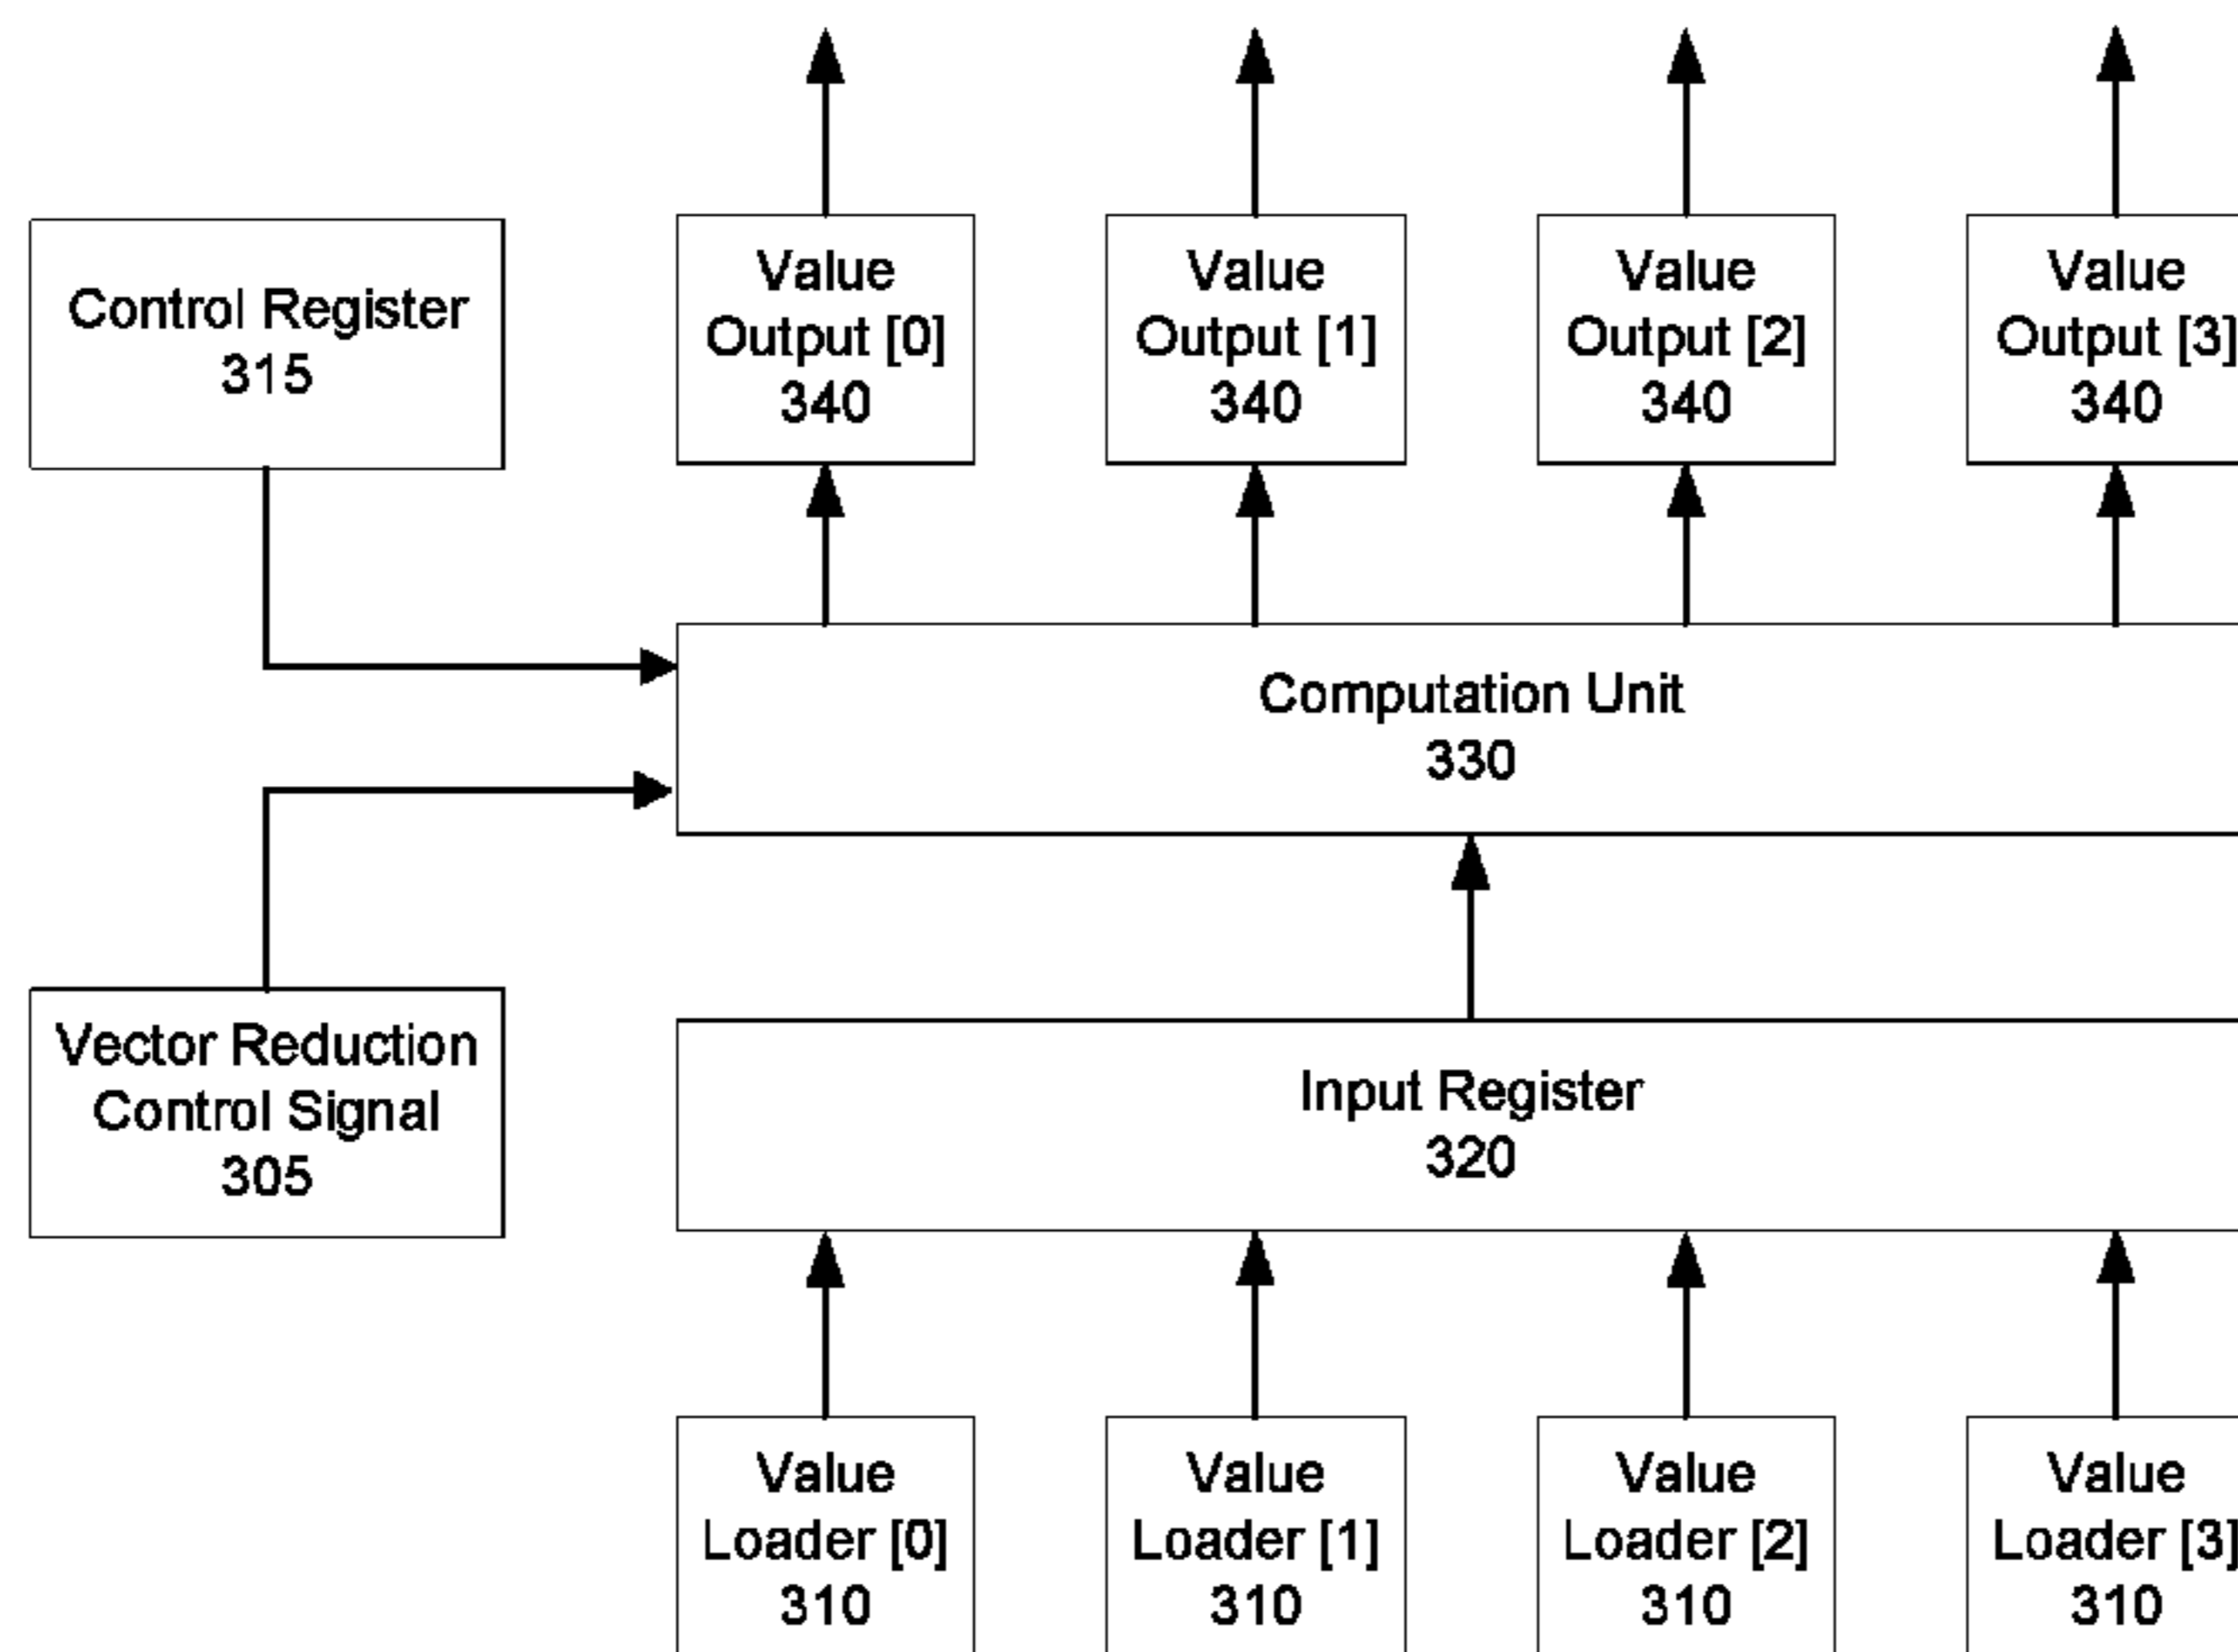 Control Register
315
Value
Output [0]
340
Value
Output [1]
340
Value
Output [2]
340
Value
Output [3]
340
Computation Unit
330
Vector Reduction
Control Signal
305
Input Register
320
Value
Loader [0]
310
Value
Loader [1]
310
Value
Loader [2]
310
Value
Loader [3]
310